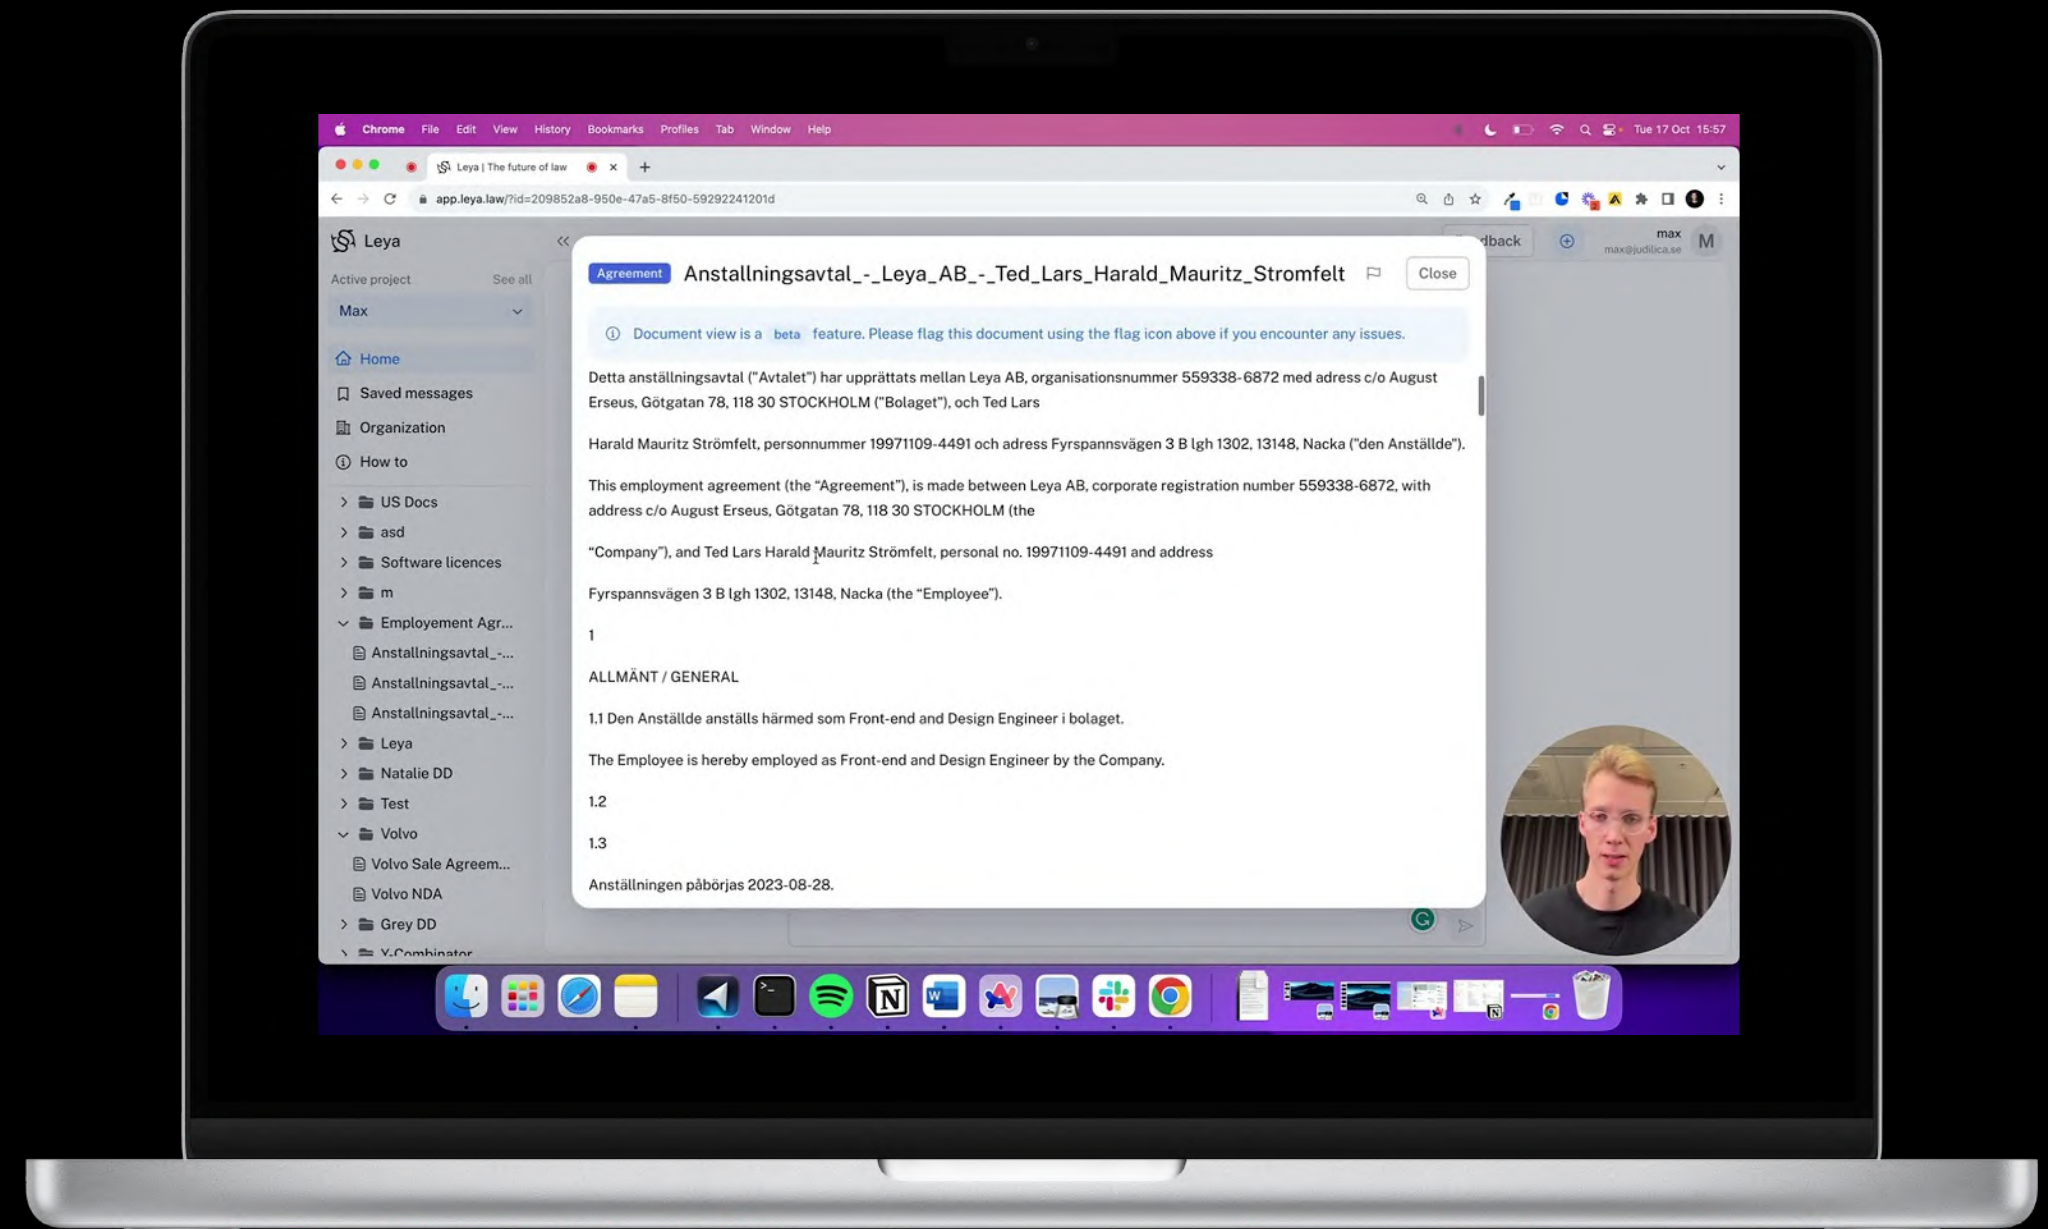 Chrome File Edit View History Bookmarks Profiles Tab Window Help Tue 17 Oct 15:57
Leya | The future of law
app.leya.law/?id=209852a8-950e-47a5-8f50-59292241201d
Leya
dback
max
max@judilica.se
M
Active project See all
Max
Home
Saved messages
Organization
How to
US Docs
asd
Software licences
m
Employement Agr...
Anstallningsavtal_-...
Anstallningsavtal_-...
Anstallningsavtal_-...
Leya
Natalie DD
Test
Volvo
Volvo Sale Agreem...
Volvo NDA
Grey DD
Y-Combinator
Agreement Anstallningsavtal_-_Leya_AB_-_Ted_Lars_Harald_Mauritz_Stromfelt Close
Document view is a beta feature. Please flag this document using the flag icon above if you encounter any issues.
Detta anställningsavtal ("Avtalet") har upprättats mellan Leya AB, organisationsnummer 559338-6872 med adress c/o August
Erseus, Götgatan 78, 118 30 STOCKHOLM ("Bolaget"), och Ted Lars
Harald Mauritz Strömfelt, personnummer 19971109-4491 och adress Fyrspannsvägen 3 B lgh 1302, 13148, Nacka ("den Anställde").
This employment agreement (the “Agreement”), is made between Leya AB, corporate registration number 559338-6872, with
address c/o August Erseus, Götgatan 78, 118 30 STOCKHOLM (the
“Company”), and Ted Lars Harald Mauritz Strömfelt, personal no. 19971109-4491 and address
Fyrspannsvägen 3 B lgh 1302, 13148, Nacka (the “Employee”).
1
ALLMÄNT / GENERAL
1.1 Den Anställde anställs härmed som Front-end and Design Engineer i bolaget.
The Employee is hereby employed as Front-end and Design Engineer by the Company.
1.2
1.3
Anställningen påbörjas 2023-08-28.